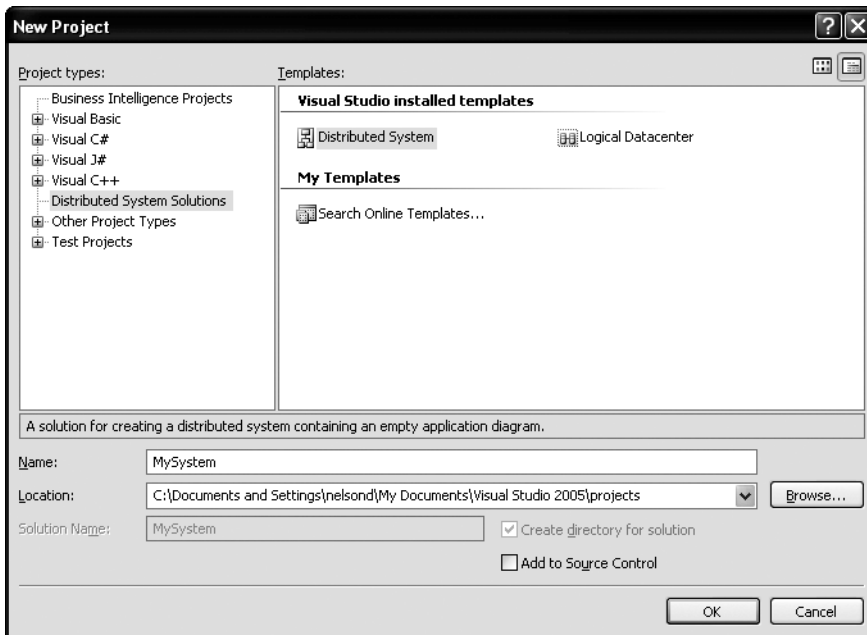 New Project
Project types:
Templates:
Business Intelligence Projects
Visual Basic
Visual C#
Visual J#
Visual C++
Distributed System Solutions
Other Project Types
Test Projects
Visual Studio installed templates
Distributed System
Logical Datacenter
My Templates
Search Online Templates...
A solution for creating a distributed system containing an empty application diagram.
Name:
MySystem
Location:
C:\Documents and Settings\nelsond\My Documents\Visual Studio 2005\projects
Browse...
Solution Name:
MySystem
Create directory for solution
Add to Source Control
OK
Cancel